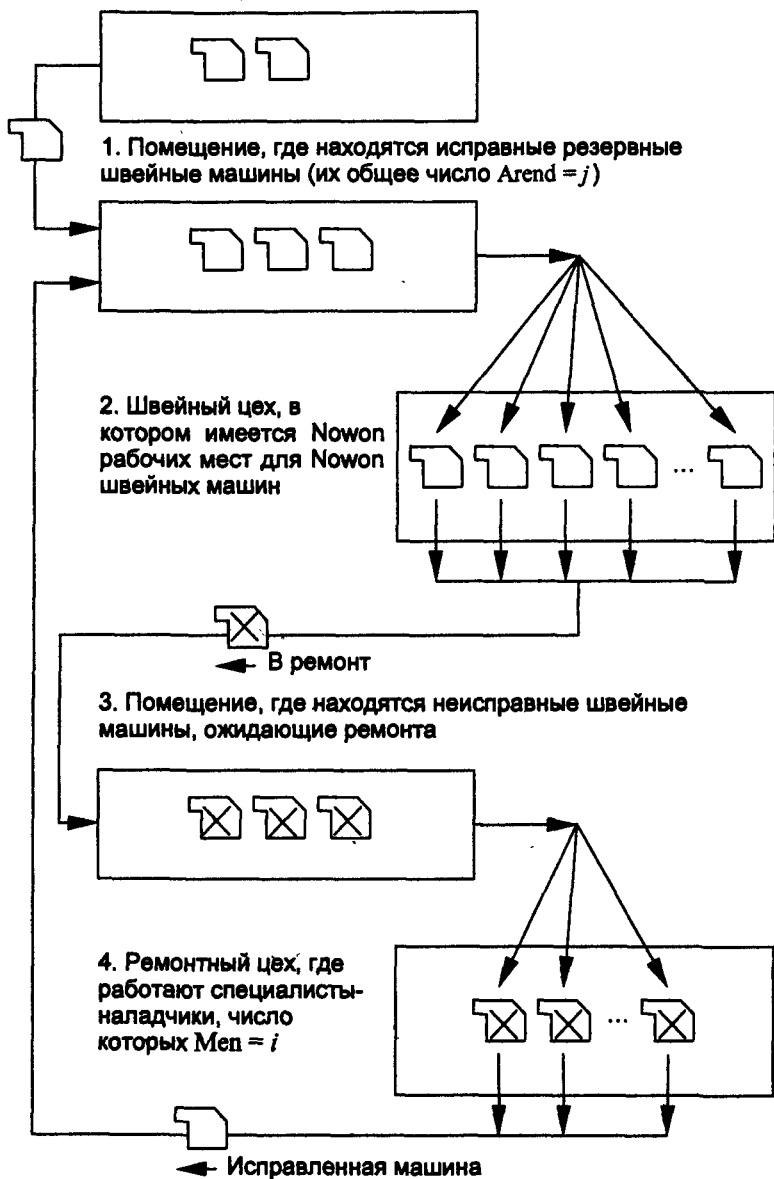 1. Помещение, где находятся исправные резервные
швейные машины (их общее число Arend = j)
2. Швейный цех, в
котором имеется Nowon
рабочих мест для Nowon
швейных машин
...
В ремонт
3. Помещение, где находятся неисправные швейные
машины, ожидающие ремонта
4. Ремонтный цех, где
работают специалисты-
наладчики, число
которых Men = i
...
Исправленная машина